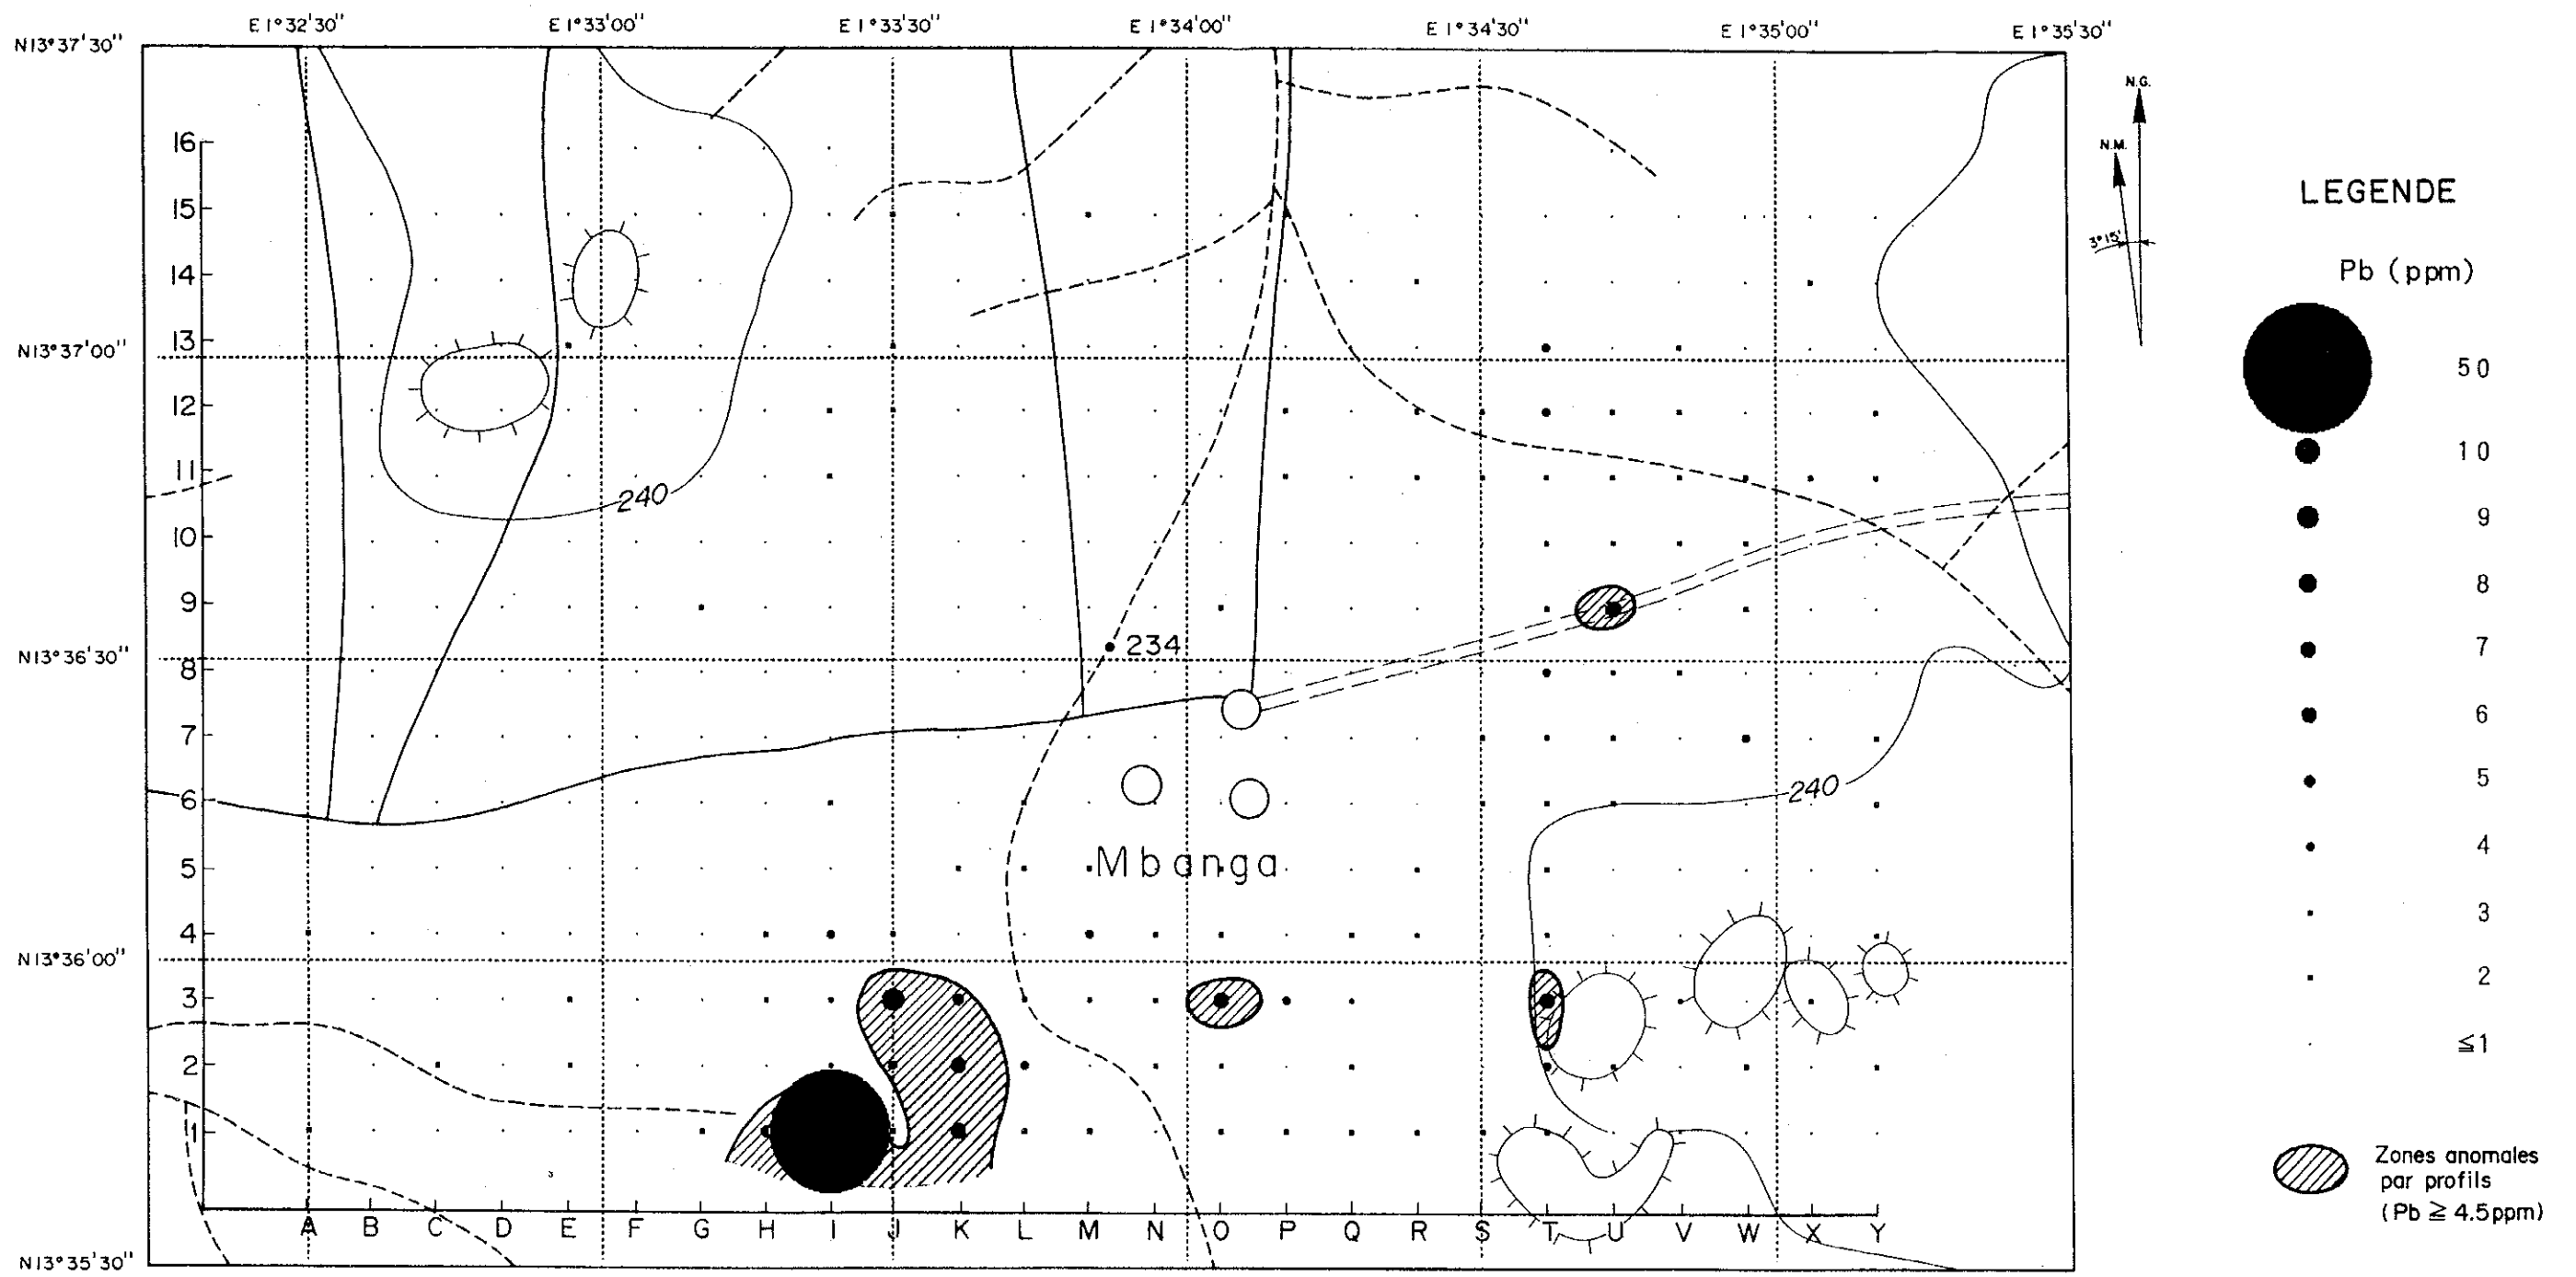 E 1°32'30" E 1°33'00" E 1°33'30" E 1°34'00" E 1°34'30" E 1°35'00" E 1°35'30"
N13°37'30"
N.G.
N.M.
3°15'
16
15
14
13
N13°37'00"
12
11
240
10
9
234
N13°36'30"
8
7
6
240
5
Mbanga
4
N13°36'00"
3
2
1
A B C D E F G H I J K L M N O P Q R S T U V W X Y
N13°35'30"
LEGENDE
Pb (ppm)
50
10
9
8
7
6
5
4
3
2
≦1
Zones anomales
par profils
(Pb ≧ 4.5ppm)